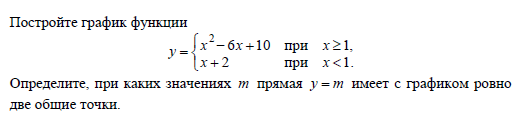 Постройте график функции
y = { x² − 6x + 10 при x ≥ 1,
x + 2 при x < 1.
Определите, при каких значениях m прямая y = m имеет с графиком ровно
две общие точки.